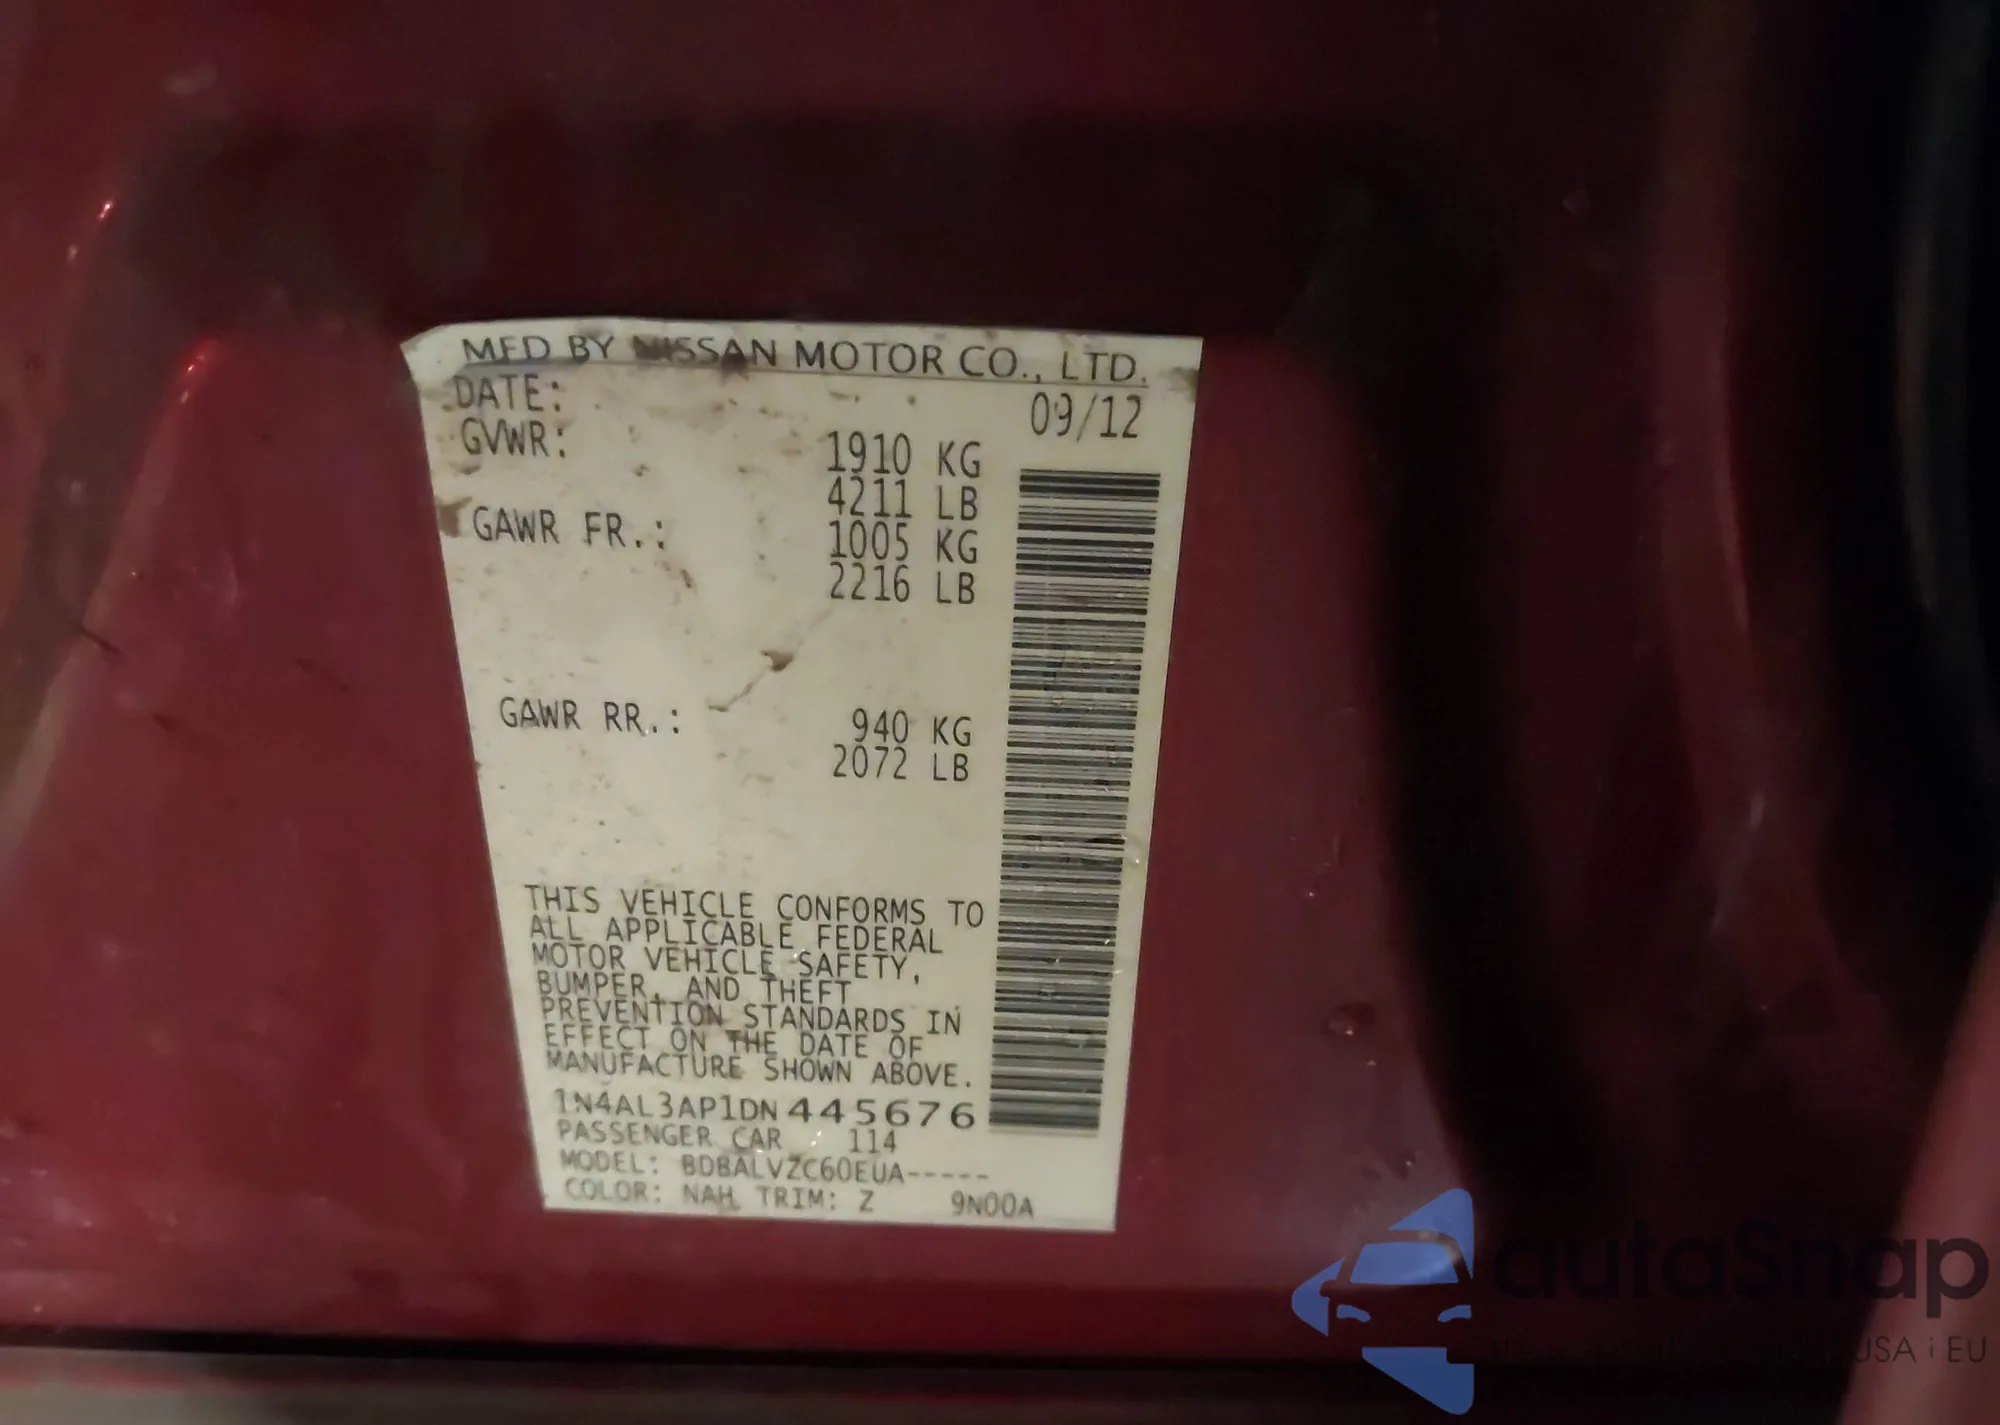 MFD BY NISSAN MOTOR CO., LTD.
DATE: 09/12
GVWR: 1910 KG
4211 LB
GAWR FR.: 1005 KG
2216 LB
GAWR RR.: 940 KG
2072 LB
THIS VEHICLE CONFORMS TO
ALL APPLICABLE FEDERAL
MOTOR VEHICLE SAFETY,
BUMPER, AND THEFT
PREVENTION STANDARDS IN
EFFECT ON THE DATE OF
MANUFACTURE SHOWN ABOVE.
1N4AL3AP1DN445676
PASSENGER CAR 114
MODEL: BDBALVZC60EUA-----
COLOR: NAH TRIM: Z 9N00A
autaSnap
USA i EU